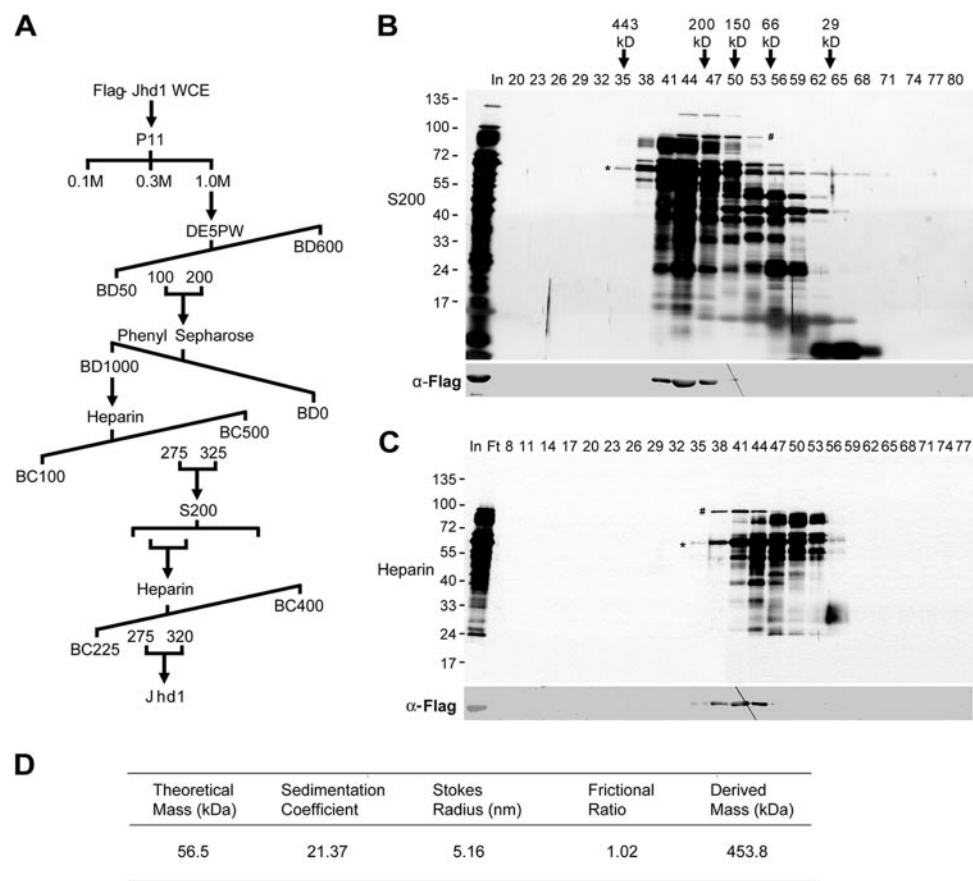 A
Flag- Jhd1 WCE
P11
0.1M 0.3M 1.0M
DE5PW
BD600
BD50
100 200
Phenyl Sepharose
BD1000
BD0
Heparin
BC500
BC100
275 325
S200
Heparin
BC400
BC225
275 320
Jhd1
B
443 kD
200 kD
150 kD
66 kD
29 kD
In 20 23 26 29 32 35 38 41 44 47 50 53 56 59 62 65 68 71 74 77 80
135-
100-
#
72-
*
55-
S200
40-
33-
24-
17-
α-Flag
C
In Ft 8 11 14 17 20 23 26 29 32 35 38 41 44 47 50 53 56 59 62 65 68 71 74 77
135-
100-
#
72-
*
55-
Heparin
40-
33-
24-
17-
α-Flag
D
Theoretical Mass (kDa) Sedimentation Coefficient Stokes Radius (nm) Frictional Ratio Derived Mass (kDa)
56.5 21.37 5.16 1.02 453.8